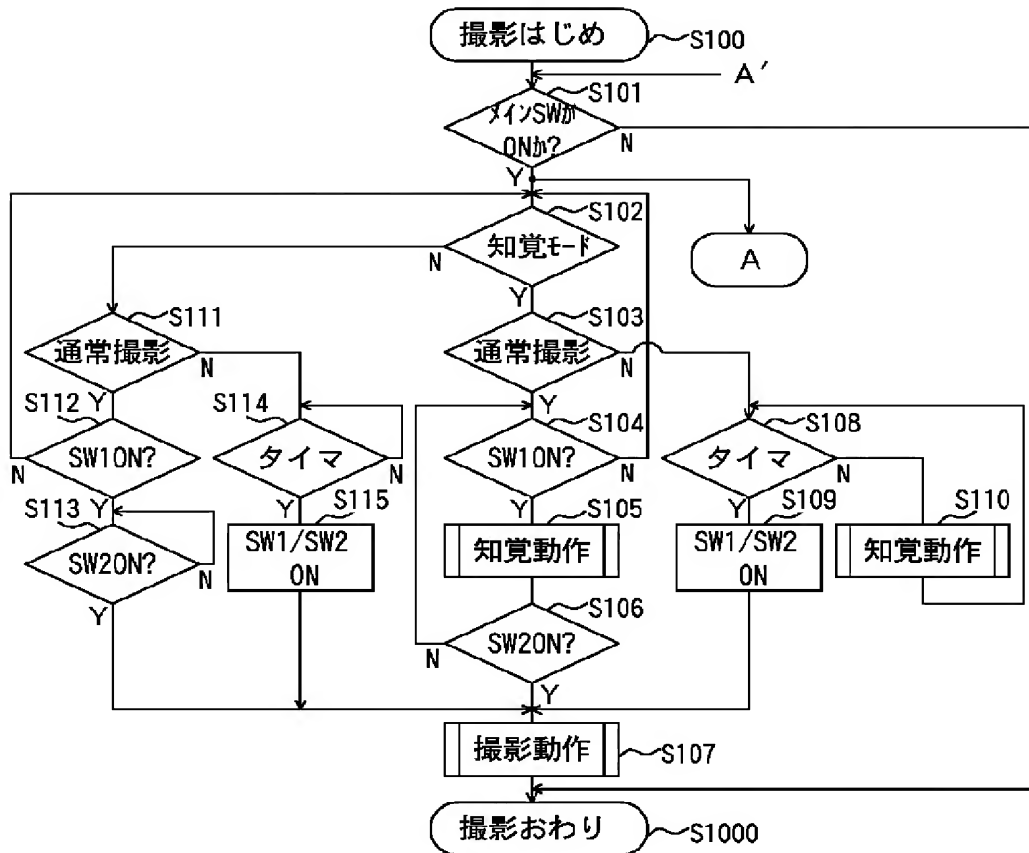 撮影はじめ
S100
A′
S101
メインSWが
ONか?
N
Y
S102
知覚モード
N
Y
A
S111
通常撮影
N
Y
S103
通常撮影
N
Y
S112
SW1ON?
N
Y
S114
タイマ
N
Y
S104
SW1ON?
N
Y
S108
タイマ
N
Y
S113
SW2ON?
N
Y
S115
SW1/SW2
ON
S105
知覚動作
S109
SW1/SW2
ON
S110
知覚動作
S106
SW2ON?
N
Y
撮影動作
S107
撮影おわり
S1000